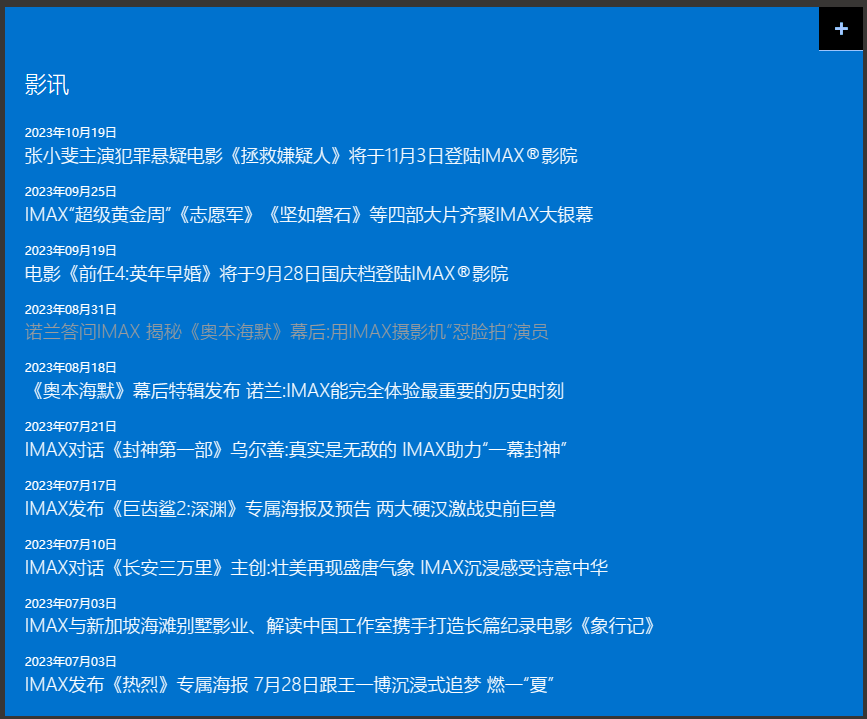 +
影讯
2023年10月19日
张小斐主演犯罪悬疑电影《拯救嫌疑人》将于11月3日登陆IMAX®影院
2023年09月25日
IMAX“超级黄金周”《志愿军》《坚如磐石》等四部大片齐聚IMAX大银幕
2023年09月19日
电影《前任4:英年早婚》将于9月28日国庆档登陆IMAX®影院
2023年08月31日
诺兰答问IMAX 揭秘《奥本海默》幕后:用IMAX摄影机“怼脸拍”演员
2023年08月18日
《奥本海默》幕后特辑发布 诺兰:IMAX能完全体验最重要的历史时刻
2023年07月21日
IMAX对话《封神第一部》乌尔善:真实是无敌的 IMAX助力“一幕封神”
2023年07月17日
IMAX发布《巨齿鲨2:深渊》专属海报及预告 两大硬汉激战史前巨兽
2023年07月10日
IMAX对话《长安三万里》主创:壮美再现盛唐气象 IMAX沉浸感受诗意中华
2023年07月03日
IMAX与新加坡海滩别墅影业、解读中国工作室携手打造长篇纪录电影《象行记》
2023年07月03日
IMAX发布《热烈》专属海报 7月28日跟王一博沉浸式追梦 燃一“夏”